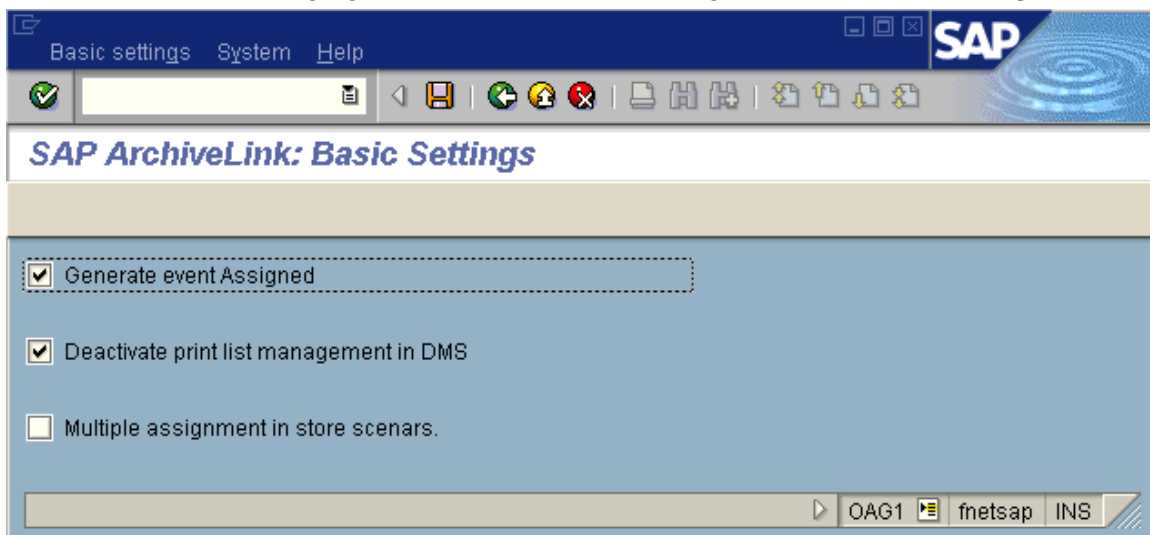 Basic settings System Help
SAP
SAP ArchiveLink: Basic Settings
Generate event Assigned
Deactivate print list management in DMS
Multiple assignment in store scenars.
OAG1 fnetsap INS